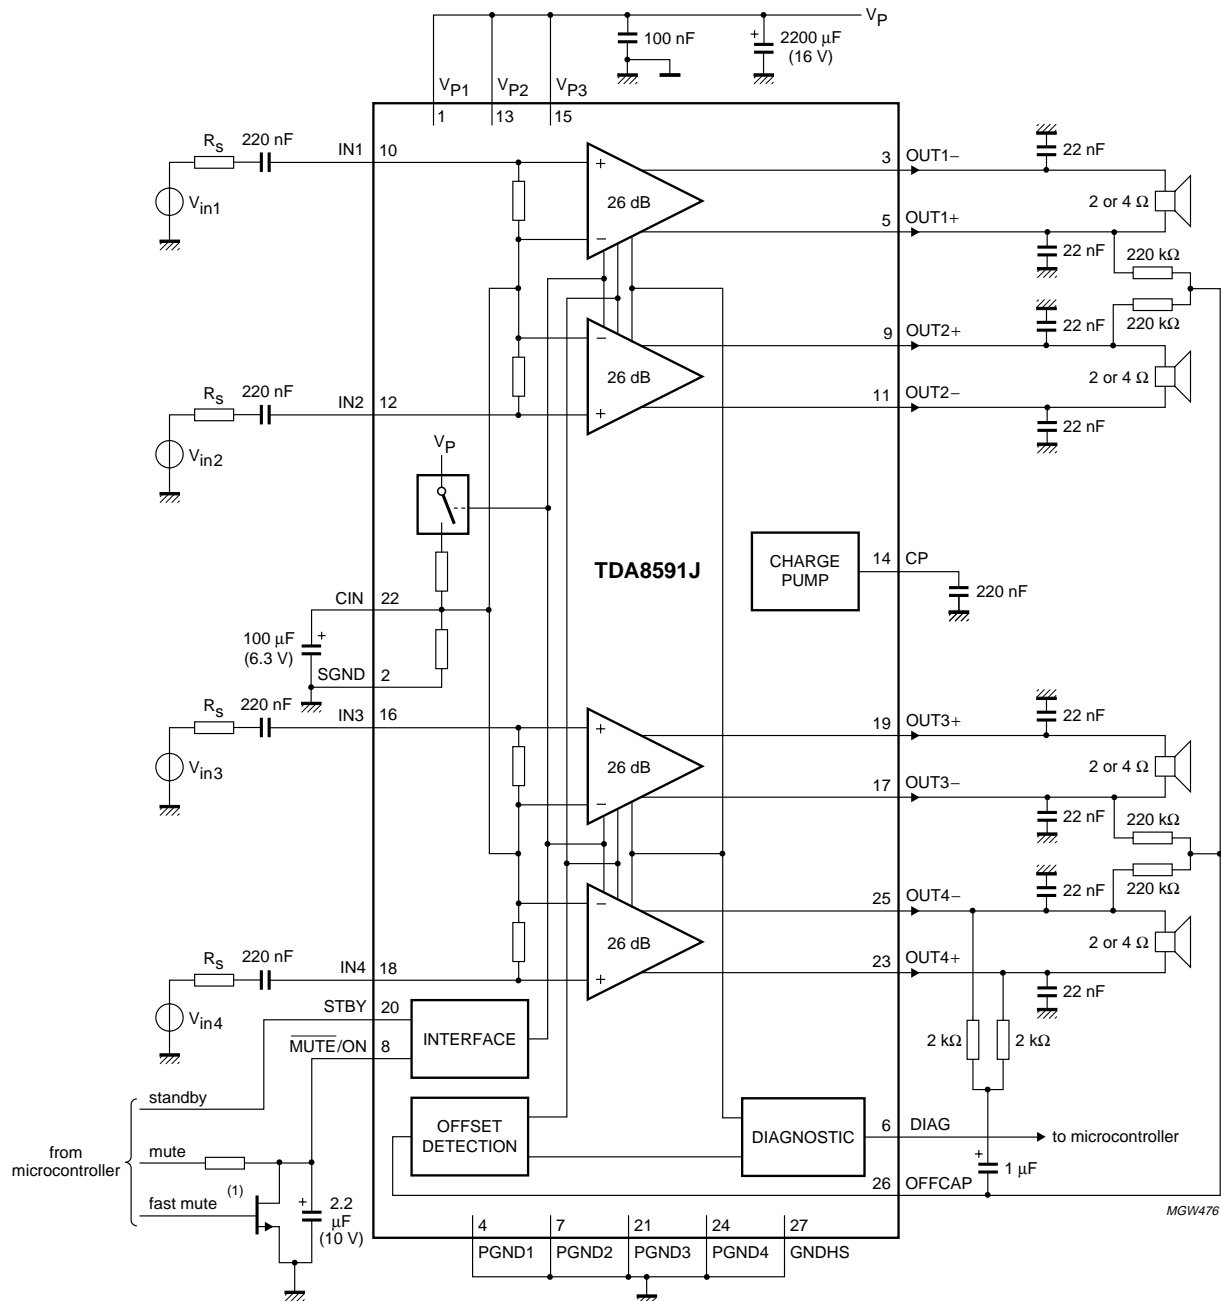 VP
100 nF
2200 μF
(16 V)
VP1
VP2
VP3
1
13
15
RS
220 nF
IN1
10
Vin1
+
−
26 dB
3
OUT1−
22 nF
2 or 4 Ω
5
OUT1+
22 nF
220 kΩ
220 kΩ
−
+
26 dB
9
OUT2+
22 nF
2 or 4 Ω
11
OUT2−
22 nF
RS
220 nF
IN2
12
Vin2
VP
TDA8591J
CHARGE
PUMP
14
CP
220 nF
CIN
22
100 μF
(6.3 V)
+
SGND
2
RS
220 nF
IN3
16
Vin3
+
−
26 dB
19
OUT3+
22 nF
2 or 4 Ω
17
OUT3−
22 nF
220 kΩ
220 kΩ
−
+
26 dB
25
OUT4−
22 nF
2 or 4 Ω
23
OUT4+
22 nF
2 kΩ
2 kΩ
RS
220 nF
IN4
18
Vin4
STBY
20
MUTE/ON
8
INTERFACE
standby
from
microcontroller
mute
fast mute
(1)
+
2.2
μF
(10 V)
OFFSET
DETECTION
DIAGNOSTIC
6
DIAG
to microcontroller
+
1 μF
26
OFFCAP
MGW476
4
7
21
24
27
PGND1
PGND2
PGND3
PGND4
GNDHS